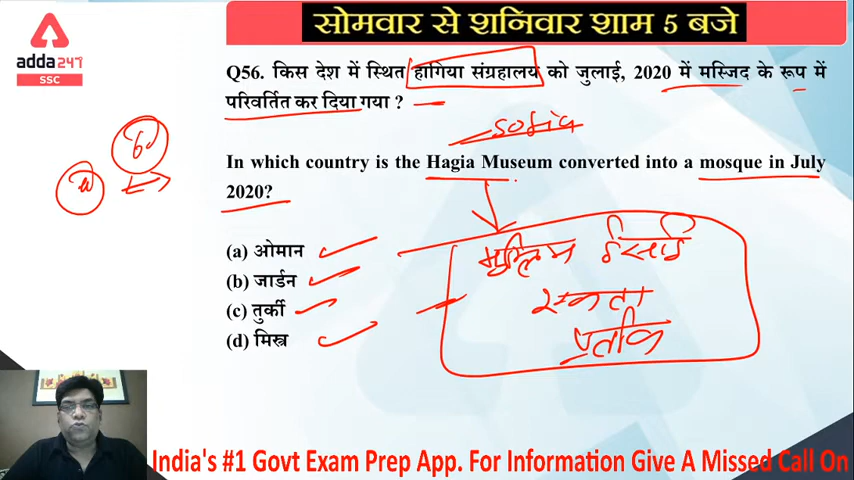 सोमवार से शनिवार शाम 5 बजे
adda247
SSC
Q56. किस देश में स्थित हागिया संग्रहालय को जुलाई, 2020 में मस्जिद के रूप में
परिवर्तित कर दिया गया ?
sofia
In which country is the Hagia Museum converted into a mosque in July
2020?
(a) ओमान
(b) जार्डन
(c) तुर्की
(d) मिस्त्र
मुस्लिम ईसाई
एकता
प्रतीक
India's #1 Govt Exam Prep App. For Information Give A Missed Call On